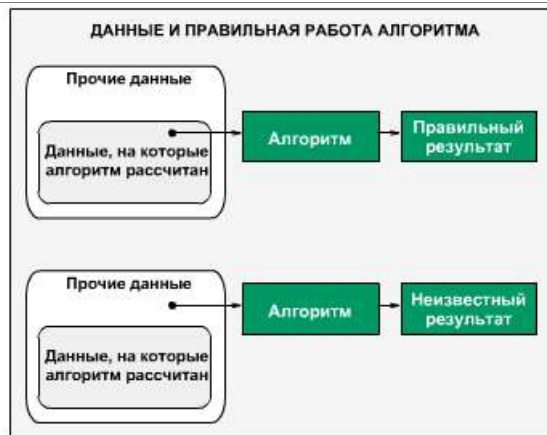 ДАННЫЕ И ПРАВИЛЬНАЯ РАБОТА АЛГОРИТМА
Прочие данные
Данные, на которые
алгоритм рассчитан
Алгоритм
Правильный
результат
Прочие данные
Данные, на которые
алгоритм рассчитан
Алгоритм
Неизвестный
результат